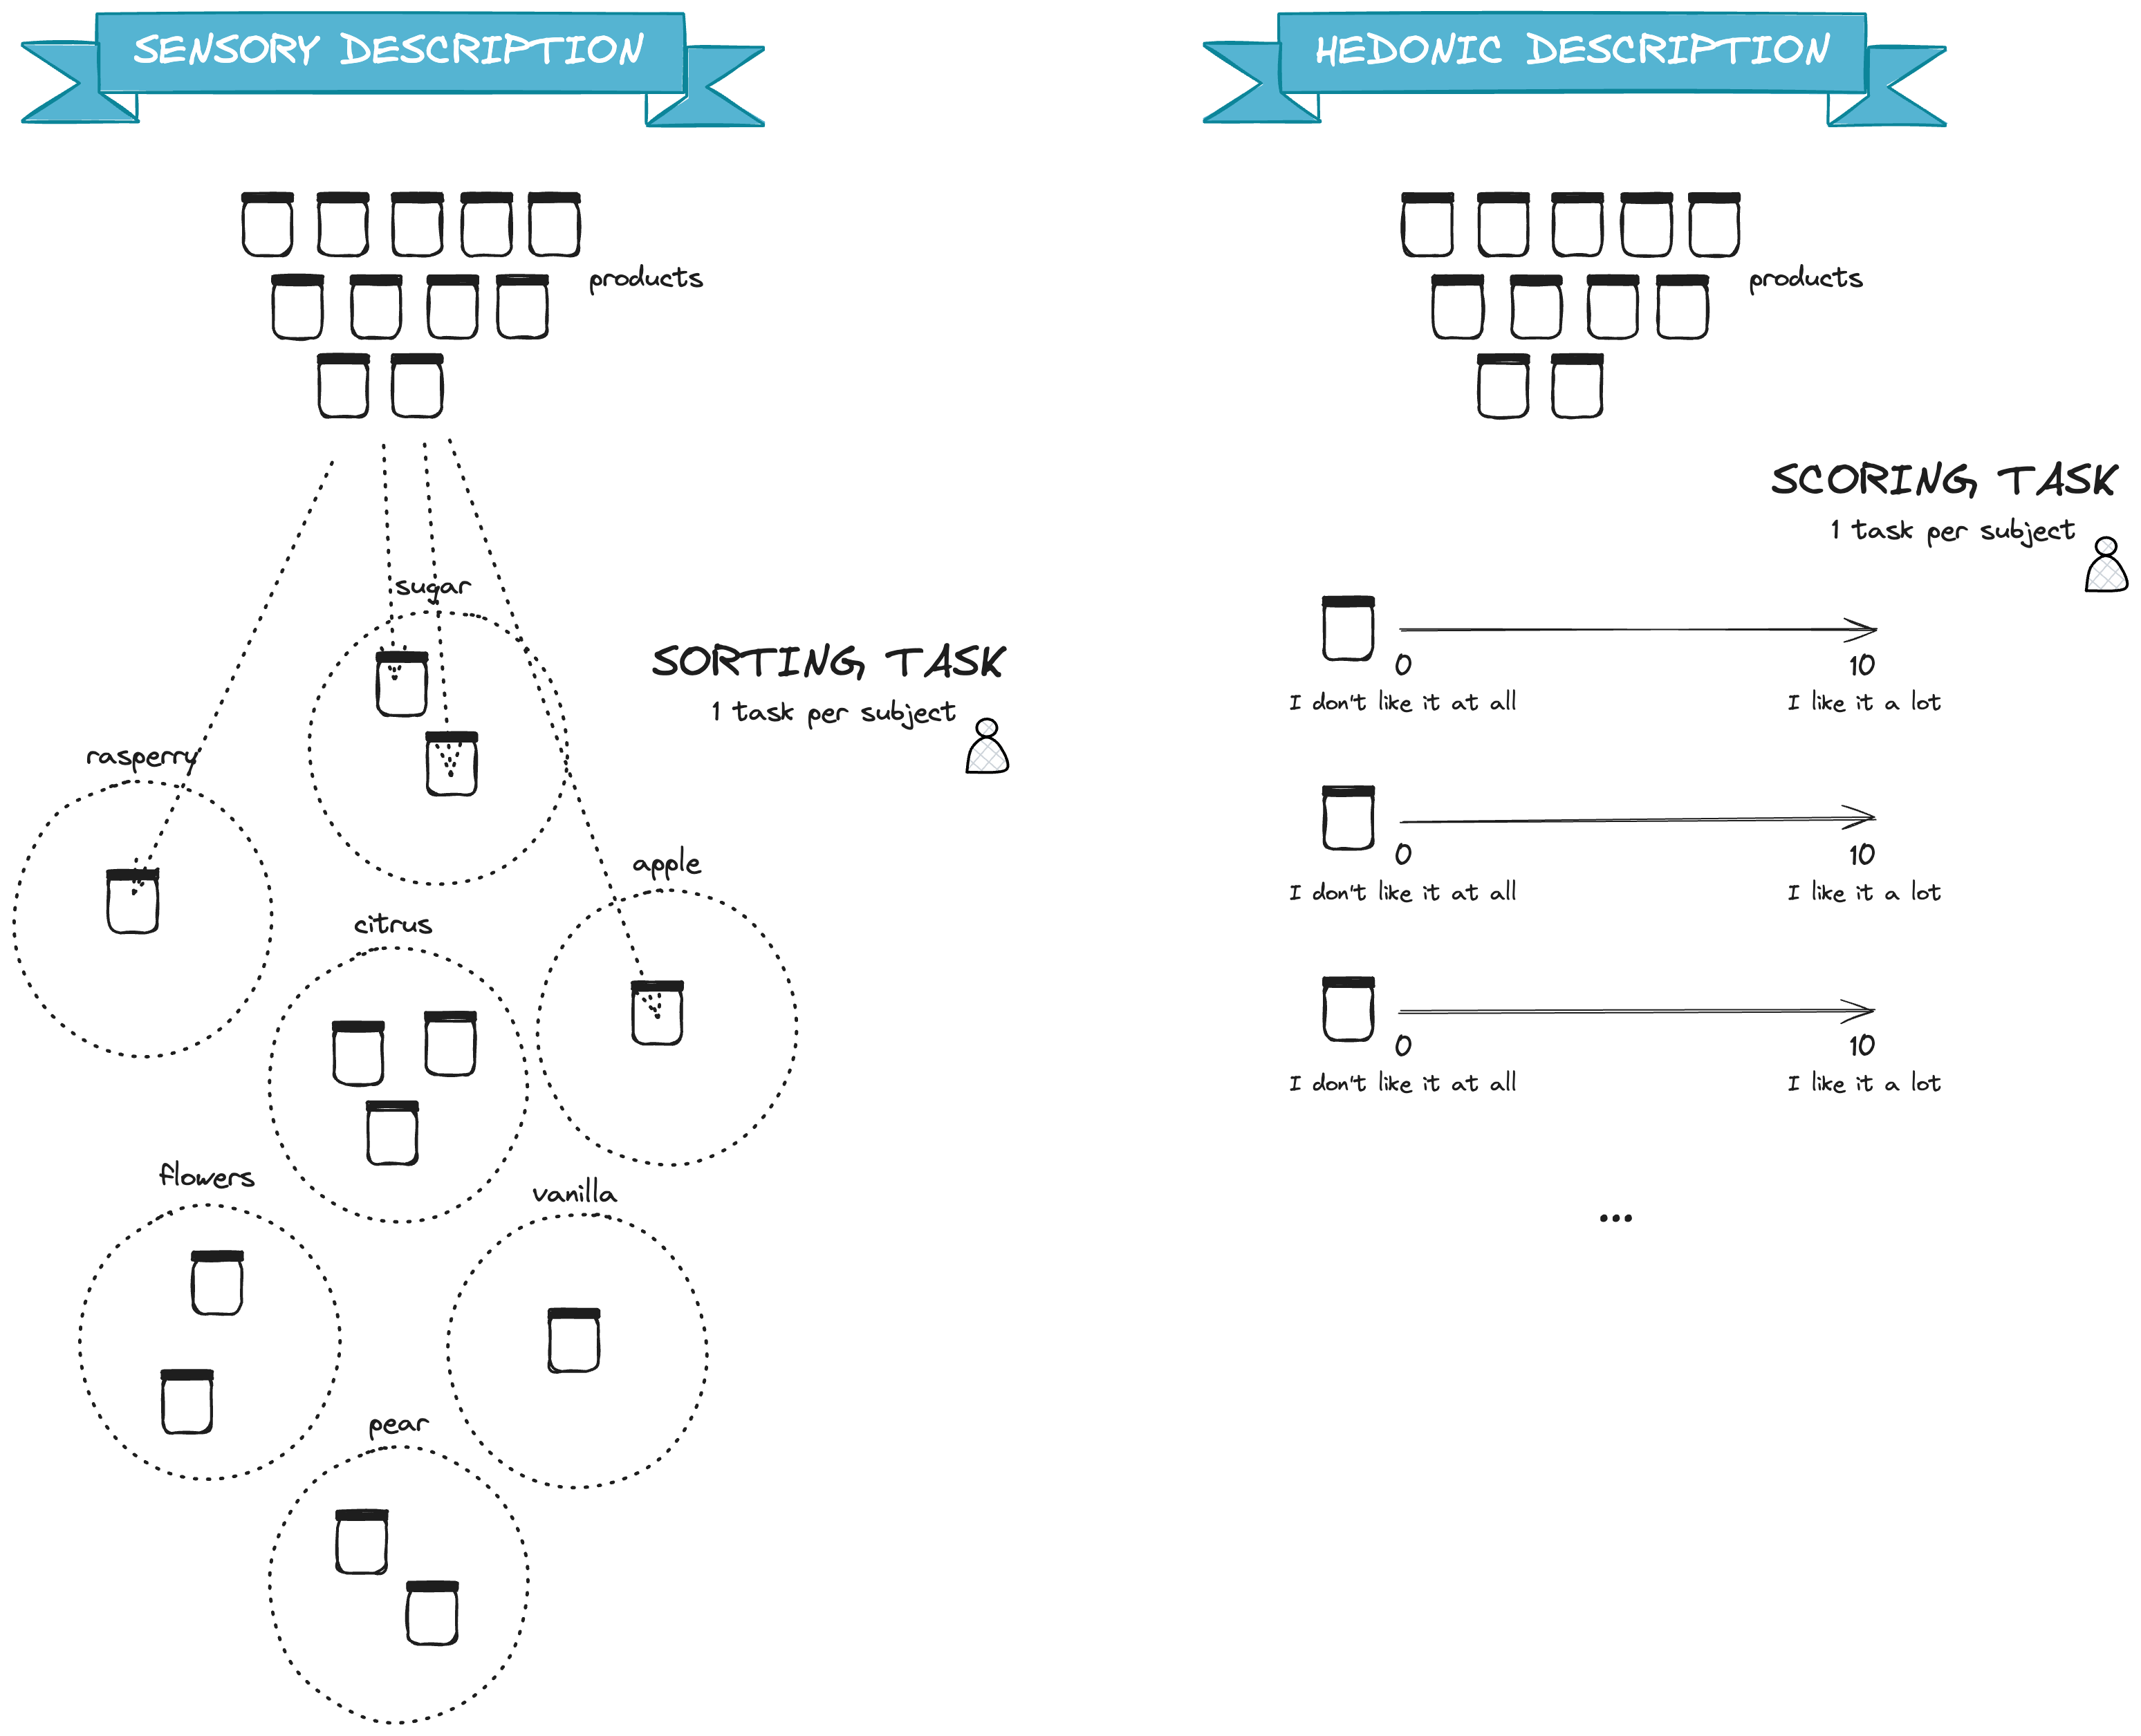 SENSORY DESCRIPTION
products
sugar
SORTING TASK
1 task per subject
rasperry
apple
citrus
flowers
vanilla
pear
HEDONIC DESCRIPTION
products
SCORING TASK
1 task per subject
0 10
I don't like it at all I like it a lot
0 10
I don't like it at all I like it a lot
0 10
I don't like it at all I like it a lot
...